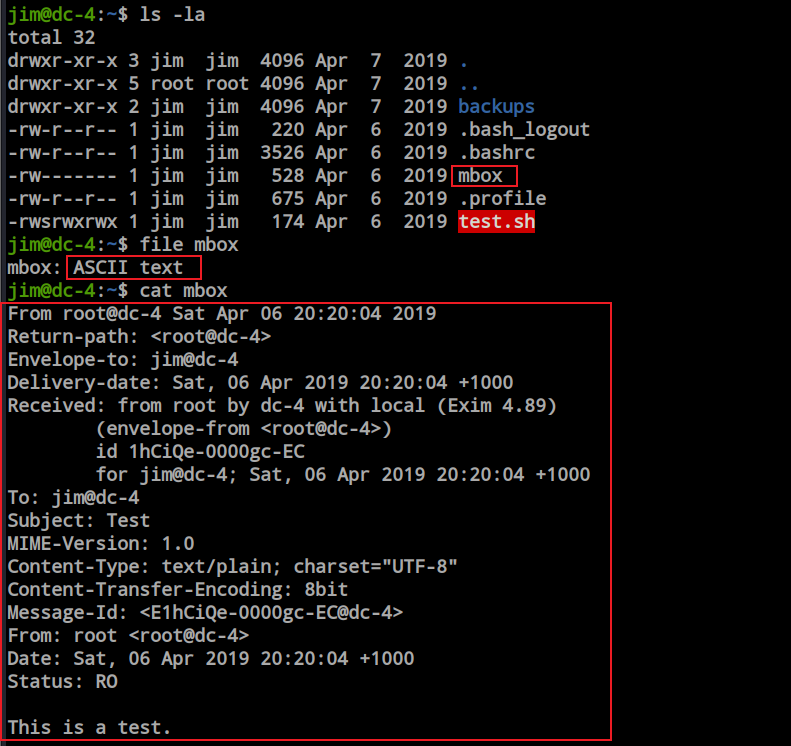 jim@dc-4:~$ ls -la
total 32
drwxr-xr-x 3 jim  jim  4096 Apr  7  2019 .
drwxr-xr-x 5 root root 4096 Apr  7  2019 ..
drwxr-xr-x 2 jim  jim  4096 Apr  7  2019 backups
-rw-r--r-- 1 jim  jim   220 Apr  6  2019 .bash_logout
-rw-r--r-- 1 jim  jim  3526 Apr  6  2019 .bashrc
-rw------- 1 jim  jim   528 Apr  6  2019 mbox
-rw-r--r-- 1 jim  jim   675 Apr  6  2019 .profile
-rwsrwxrwx 1 jim  jim   174 Apr  6  2019 test.sh
jim@dc-4:~$ file mbox
mbox: ASCII text
jim@dc-4:~$ cat mbox
From root@dc-4 Sat Apr 06 20:20:04 2019
Return-path: <root@dc-4>
Envelope-to: jim@dc-4
Delivery-date: Sat, 06 Apr 2019 20:20:04 +1000
Received: from root by dc-4 with local (Exim 4.89)
        (envelope-from <root@dc-4>)
        id 1hCiQe-0000gc-EC
        for jim@dc-4; Sat, 06 Apr 2019 20:20:04 +1000
To: jim@dc-4
Subject: Test
MIME-Version: 1.0
Content-Type: text/plain; charset="UTF-8"
Content-Transfer-Encoding: 8bit
Message-Id: <E1hCiQe-0000gc-EC@dc-4>
From: root <root@dc-4>
Date: Sat, 06 Apr 2019 20:20:04 +1000
Status: RO

This is a test.